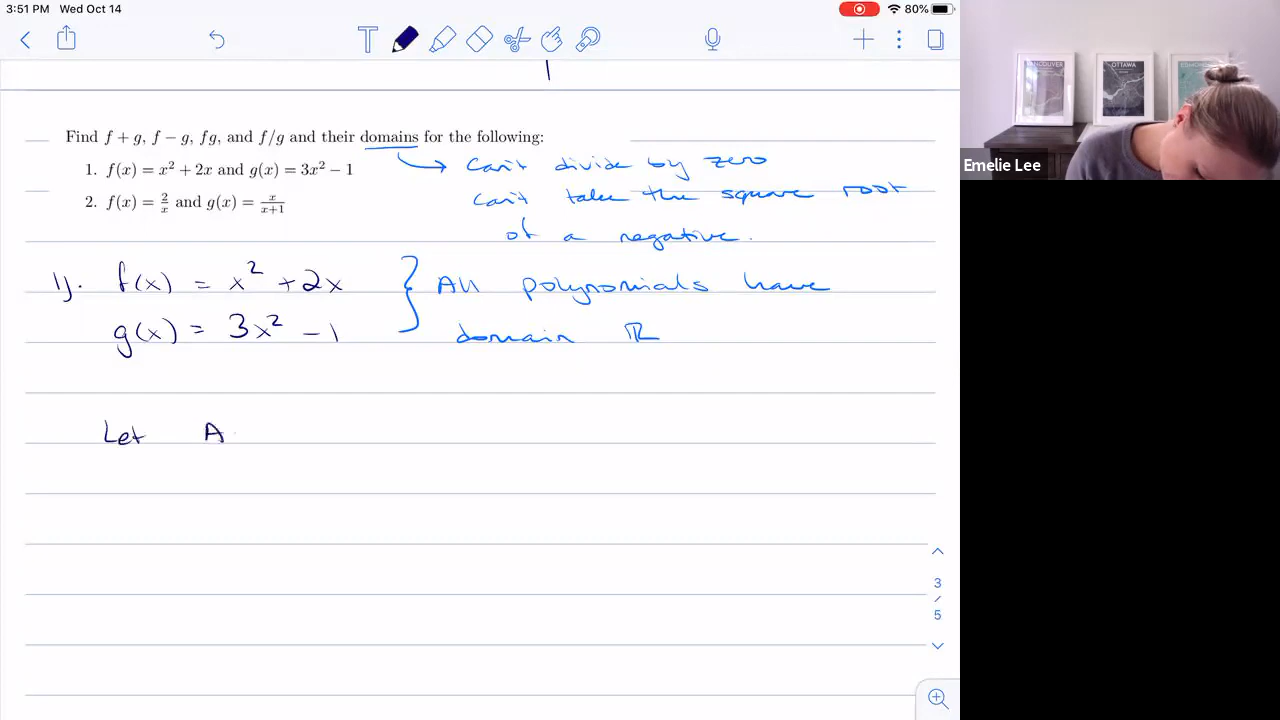 3:51 PM Wed Oct 14
80%
T
Find f + g, f − g, fg, and f/g and their domains for the following:
1. f(x) = x² + 2x and g(x) = 3x² − 1
2. f(x) = 2/x and g(x) = x/(x+1)
→ Can't divide by zero
Can't take the square root
of a negative.
1). f(x) = x² + 2x
g(x) = 3x² − 1
} All polynomials have
domain ℝ
Let A
3
/
5
VANCOUVER
OTTAWA
EDMONTON
Emelie Lee